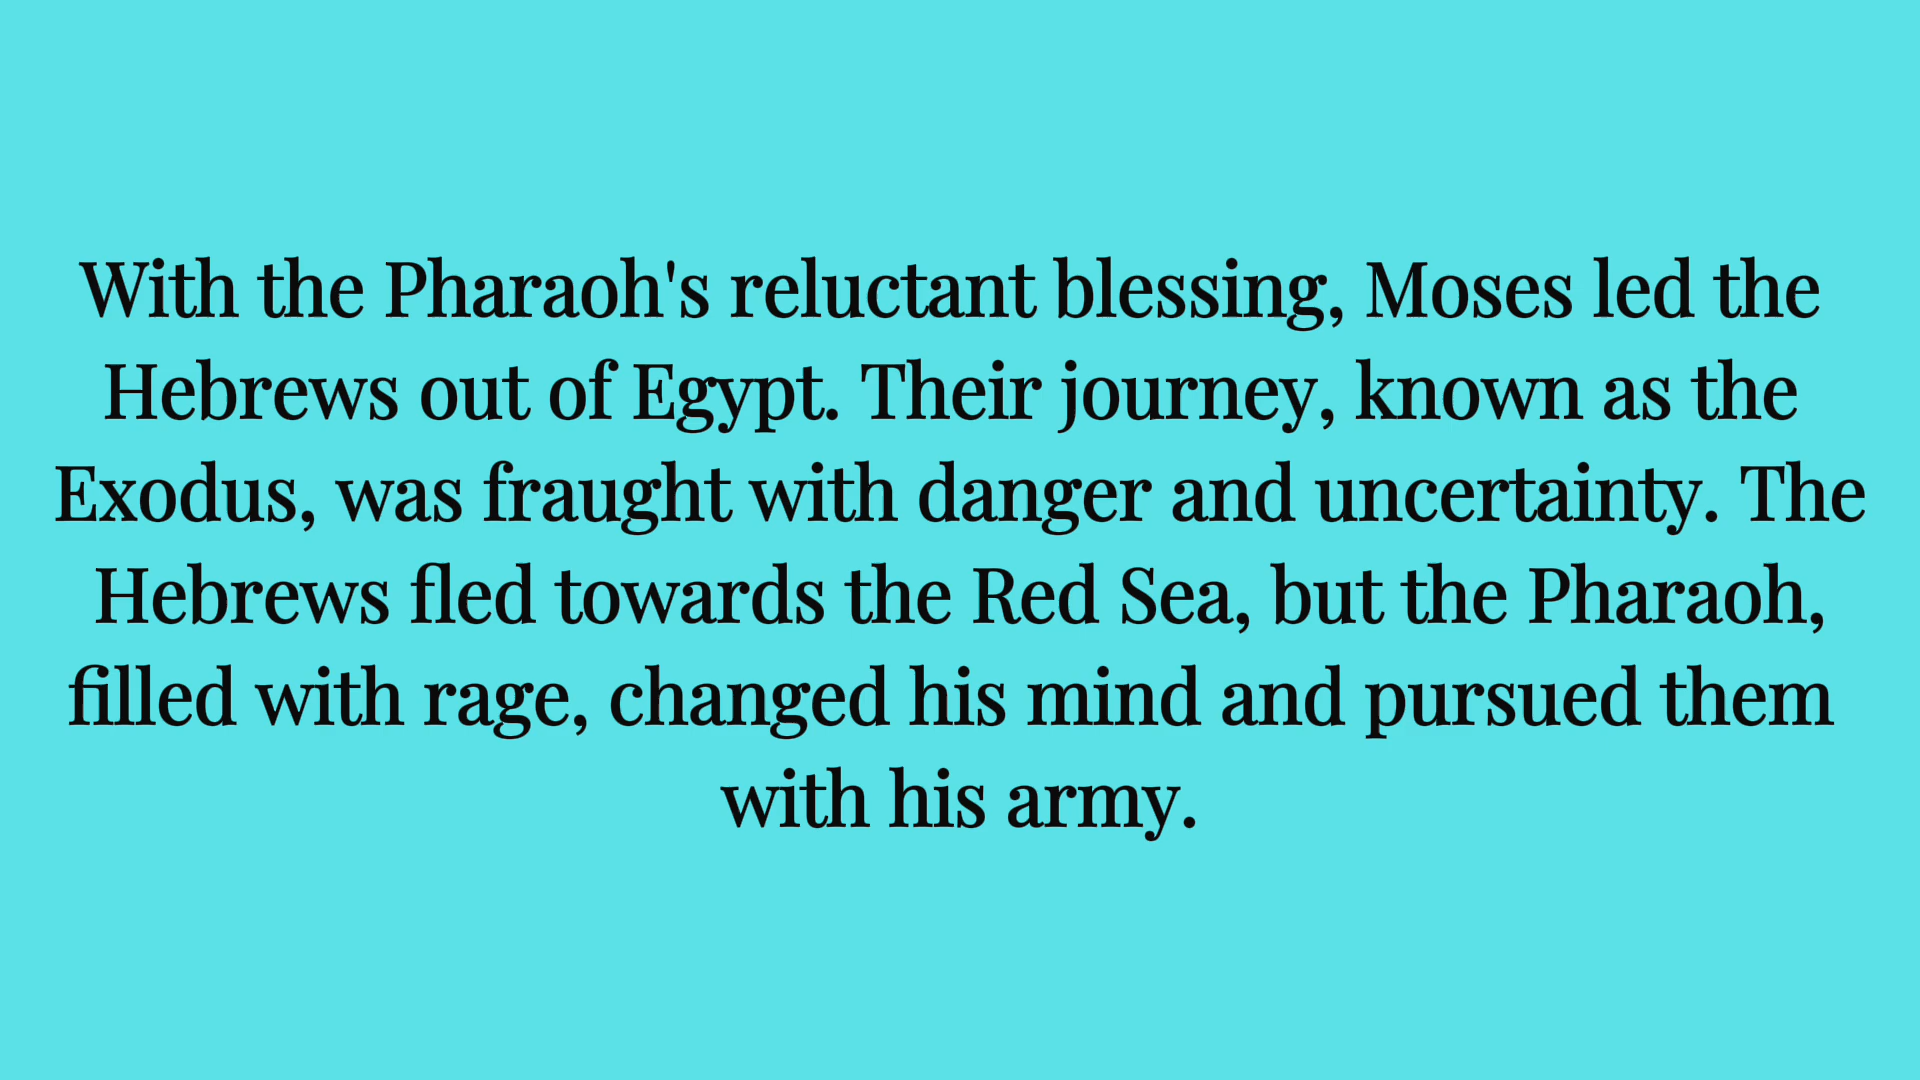 With the Pharaoh's reluctant blessing, Moses led the
Hebrews out of Egypt. Their journey, known as the
Exodus, was fraught with danger and uncertainty. The
Hebrews fled towards the Red Sea, but the Pharaoh,
filled with rage, changed his mind and pursued them
with his army.